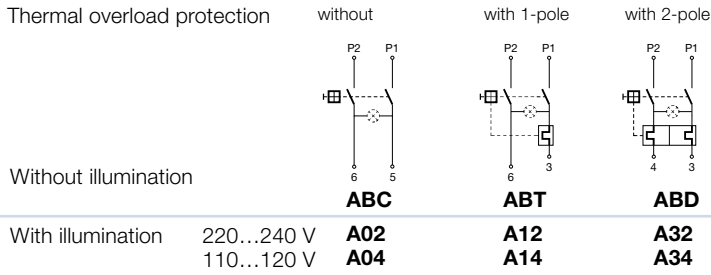 Thermal overload protection without with 1-pole with 2-pole
P2 P1 P2 P1 P2 P1
6 5 6 3 4 3
Without illumination
ABC ABT ABD
With illumination 220...240 V A02 A12 A32
110...120 V A04 A14 A34